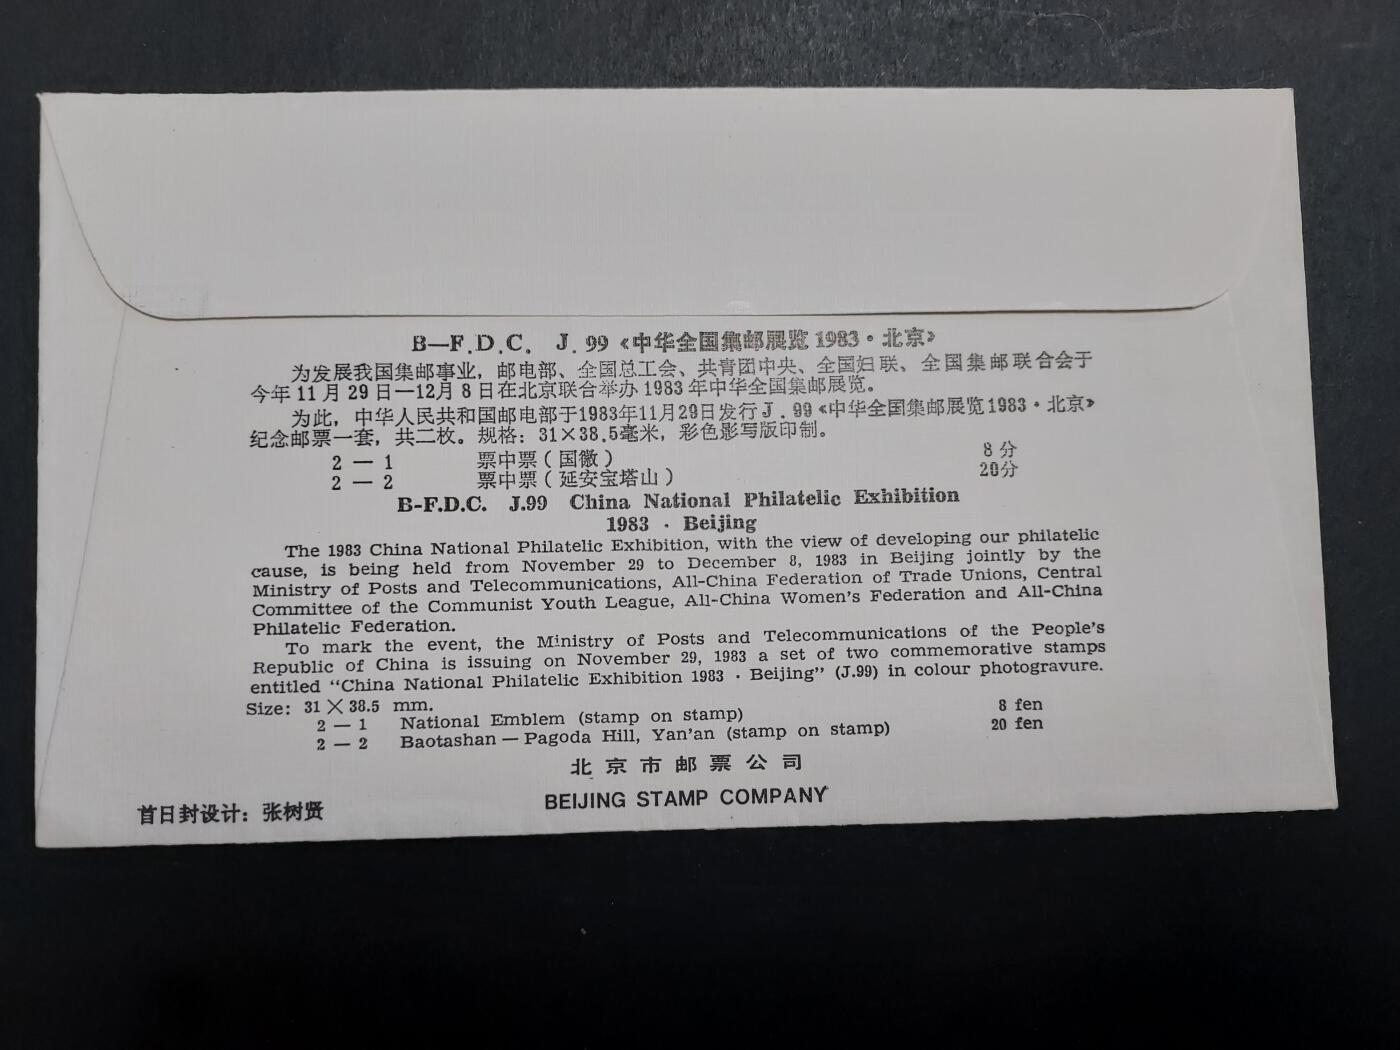 B—F.D.C. J.99《中华全国集邮展览1983·北京》
为发展我国集邮事业，邮电部、全国总工会、共青团中央、全国妇联、全国集邮联合会于
今年11月29日—12月8日在北京联合举办1983年中华全国集邮展览。
为此，中华人民共和国邮电部于1983年11月29日发行J.99《中华全国集邮展览1983·北京》
纪念邮票一套，共二枚。规格：31×38.5毫米，彩色影写版印制。
2—1 票中票（国徽） 8分
2—2 票中票（延安宝塔山） 20分
B-F.D.C. J.99 China National Philatelic Exhibition
1983 · Beijing
The 1983 China National Philatelic Exhibition, with the view of developing our philatelic
cause, is being held from November 29 to December 8, 1983 in Beijing jointly by the
Ministry of Posts and Telecommunications, All-China Federation of Trade Unions, Central
Committee of the Communist Youth League, All-China Women's Federation and All-China
Philatelic Federation.
To mark the event, the Ministry of Posts and Telecommunications of the People's
Republic of China is issuing on November 29, 1983 a set of two commemorative stamps
entitled "China National Philatelic Exhibition 1983 · Beijing" (J.99) in colour photogravure.
Size: 31×38.5 mm.
2—1 National Emblem (stamp on stamp) 8 fen
2—2 Baotashan—Pagoda Hill, Yan'an (stamp on stamp) 20 fen
北京市邮票公司
BEIJING STAMP COMPANY
首日封设计：张树贤